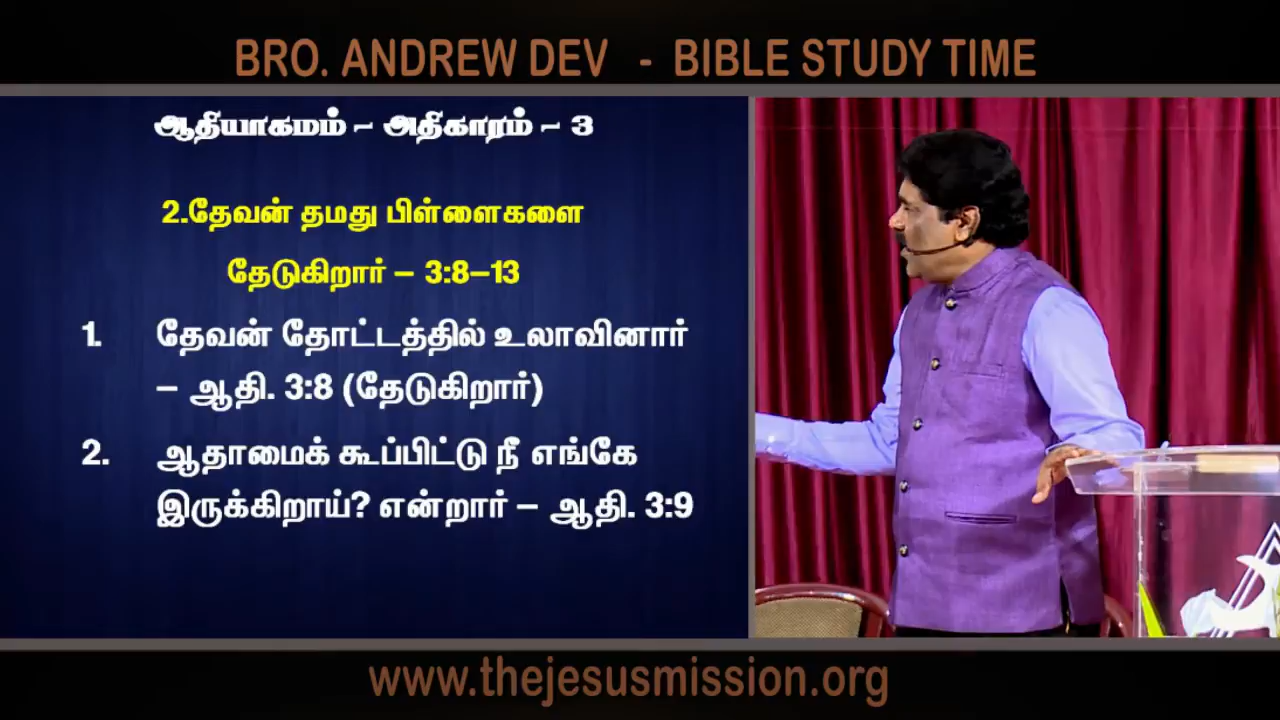 BRO. ANDREW DEV - BIBLE STUDY TIME
ஆதியாகமம் – அதிகாரம் – 3
2.தேவன் தமது பிள்ளைகளை
தேடுகிறார் – 3:8–13
1. தேவன் தோட்டத்தில் உலாவினார்
– ஆதி. 3:8 (தேடுகிறார்)
2. ஆதாமைக் கூப்பிட்டு நீ எங்கே
இருக்கிறாய்? என்றார் – ஆதி. 3:9
www.thejesusmission.org